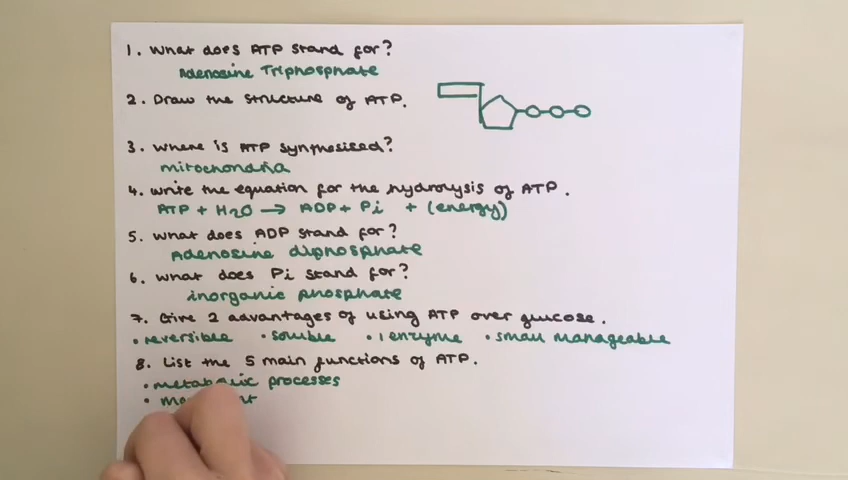 1. What does ATP stand for?
Adenosine Triphosphate
2. Draw the structure of ATP.
3. Where is ATP synthesised?
mitochondria
4. Write the equation for the hydrolysis of ATP.
ATP + H2O → ADP + Pi + (energy)
5. What does ADP stand for?
Adenosine diphosphate
6. What does Pi stand for?
inorganic phosphate
7. Give 2 advantages of using ATP over glucose.
• reversible • soluble • 1 enzyme • small manageable
8. List the 5 main functions of ATP.
• metabolic processes
•